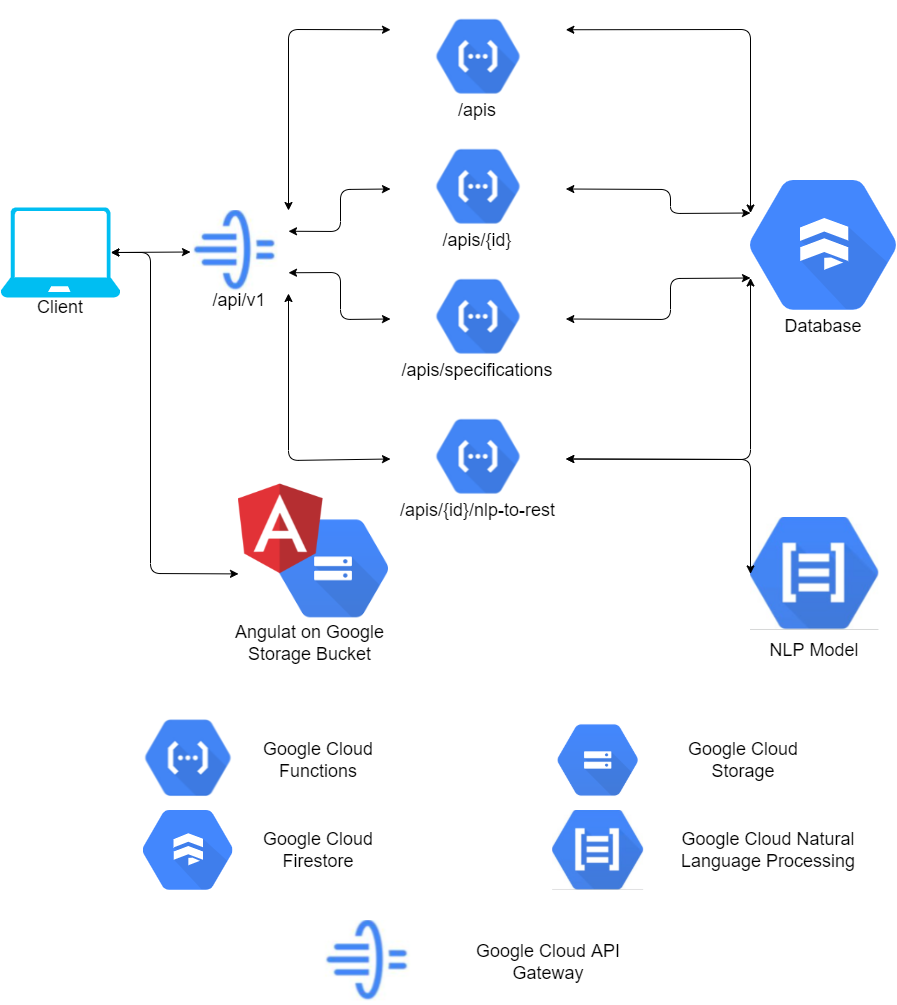 /apis
/apis/{id}
Client
/api/v1
Database
/apis/specifications
/apis/{id}/nlp-to-rest
Angulat on Google
Storage Bucket
NLP Model
Google Cloud
Functions
Google Cloud
Storage
Google Cloud
Firestore
Google Cloud Natural
Language Processing
Google Cloud API
Gateway